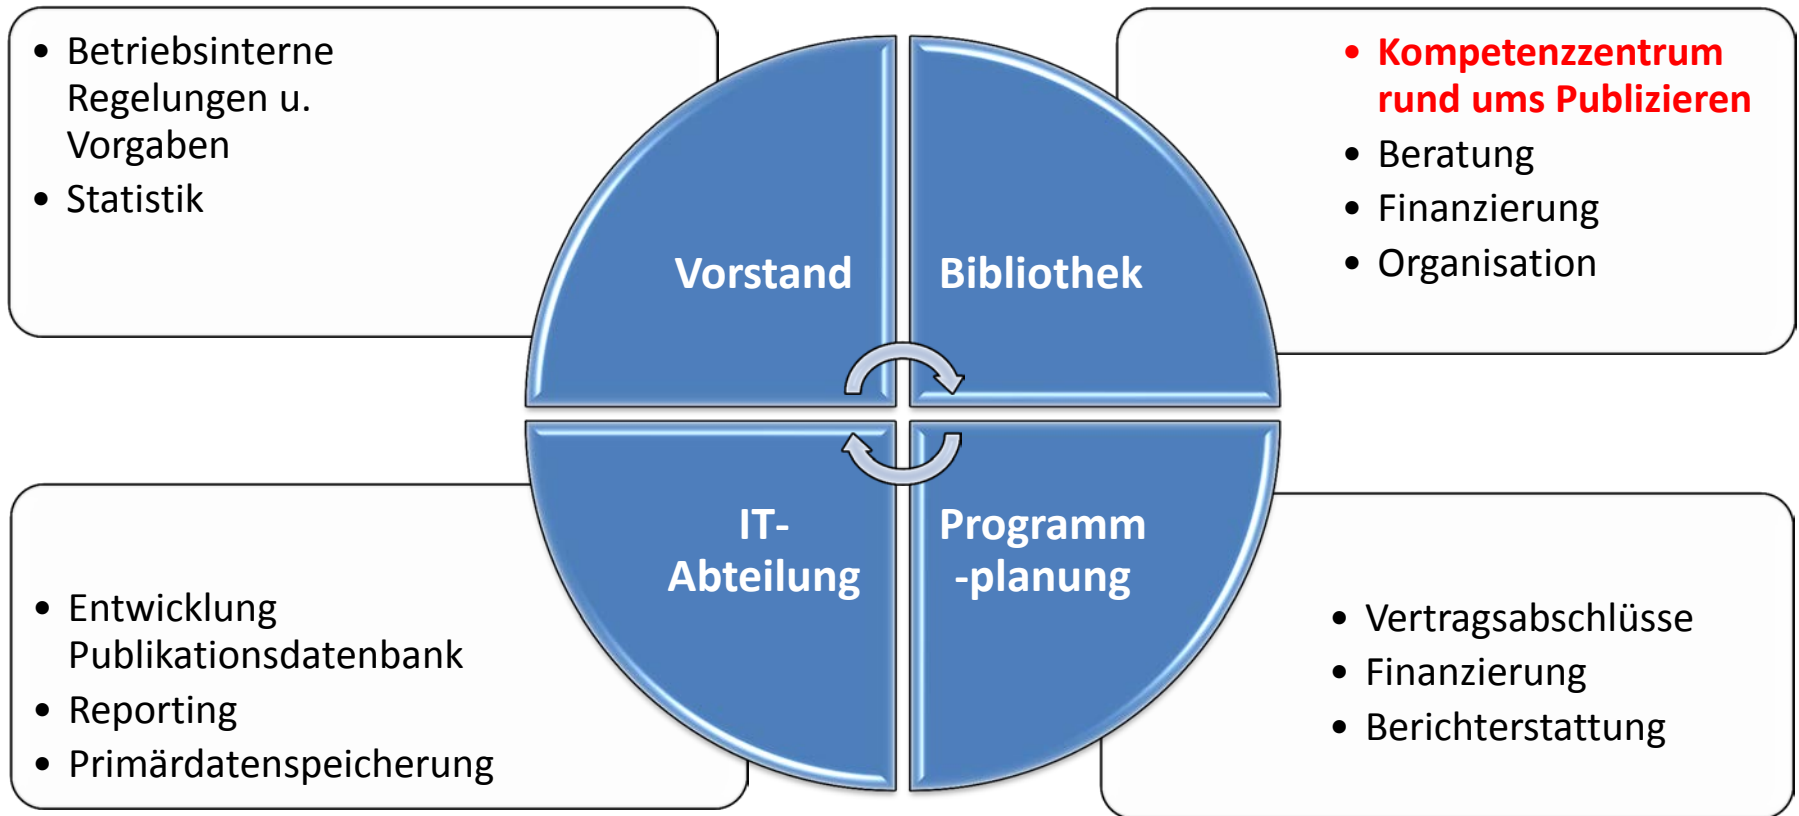 • Betriebsinterne
Regelungen u.
Vorgaben
• Statistik
Vorstand
Bibliothek
• Kompetenzzentrum
rund ums Publizieren
• Beratung
• Finanzierung
• Organisation
IT-
Abteilung
Programm
-planung
• Entwicklung
Publikationsdatenbank
• Reporting
• Primärdatenspeicherung
• Vertragsabschlüsse
• Finanzierung
• Berichterstattung